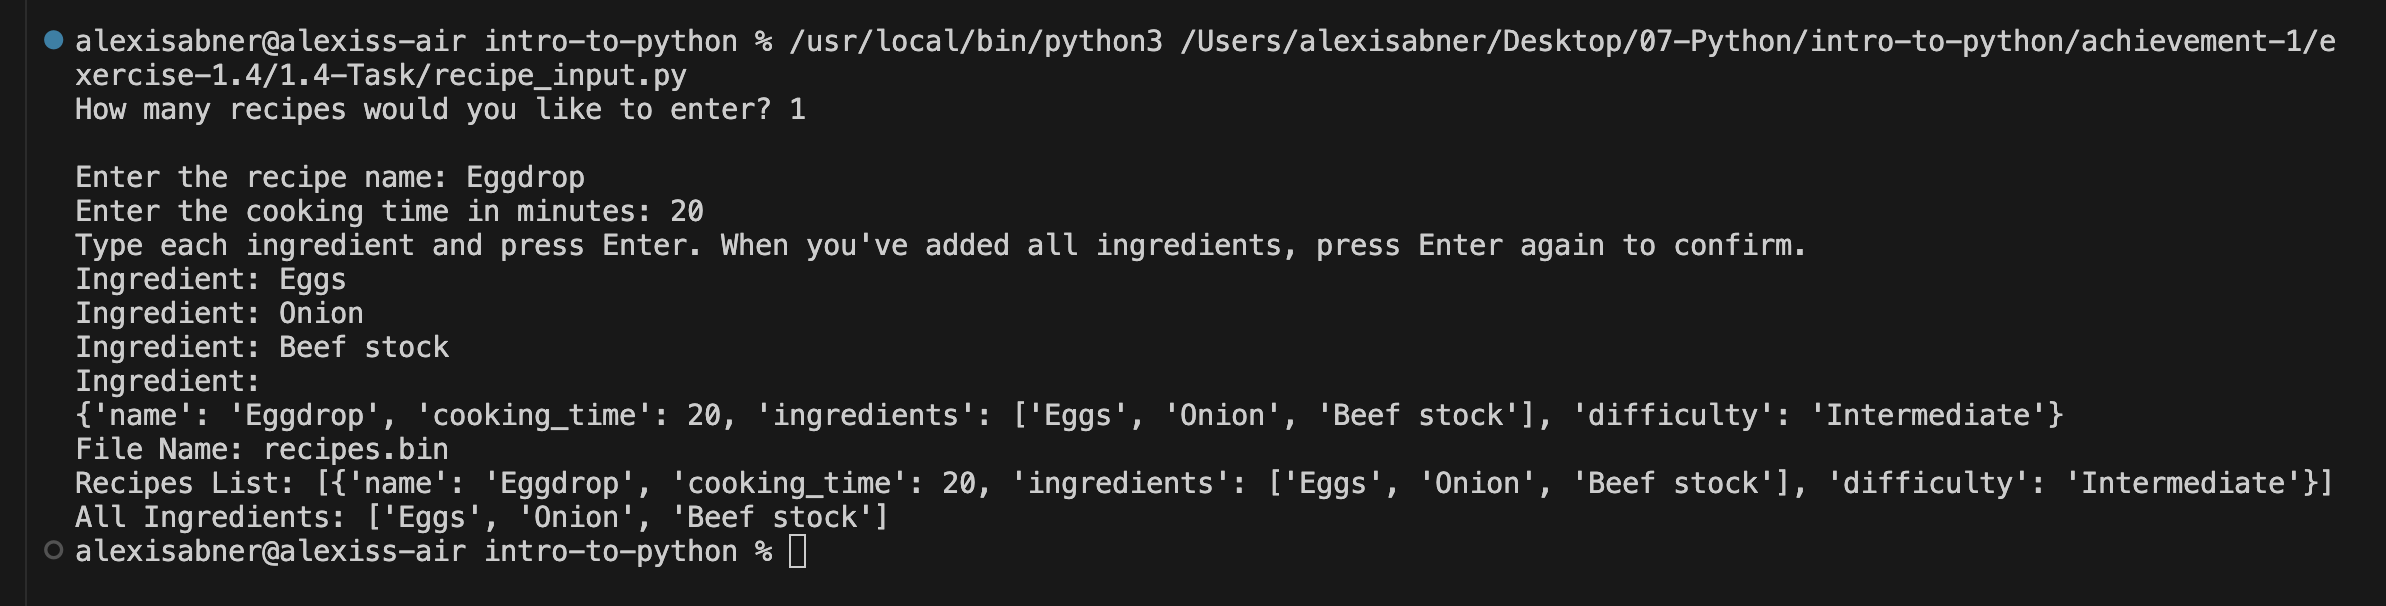 alexisabner@alexiss-air intro-to-python % /usr/local/bin/python3 /Users/alexisabner/Desktop/07-Python/intro-to-python/achievement-1/e
xercise-1.4/1.4-Task/recipe_input.py
How many recipes would you like to enter? 1
Enter the recipe name: Eggdrop
Enter the cooking time in minutes: 20
Type each ingredient and press Enter. When you've added all ingredients, press Enter again to confirm.
Ingredient: Eggs
Ingredient: Onion
Ingredient: Beef stock
Ingredient:
{'name': 'Eggdrop', 'cooking_time': 20, 'ingredients': ['Eggs', 'Onion', 'Beef stock'], 'difficulty': 'Intermediate'}
File Name: recipes.bin
Recipes List: [{'name': 'Eggdrop', 'cooking_time': 20, 'ingredients': ['Eggs', 'Onion', 'Beef stock'], 'difficulty': 'Intermediate'}]
All Ingredients: ['Eggs', 'Onion', 'Beef stock']
alexisabner@alexiss-air intro-to-python %